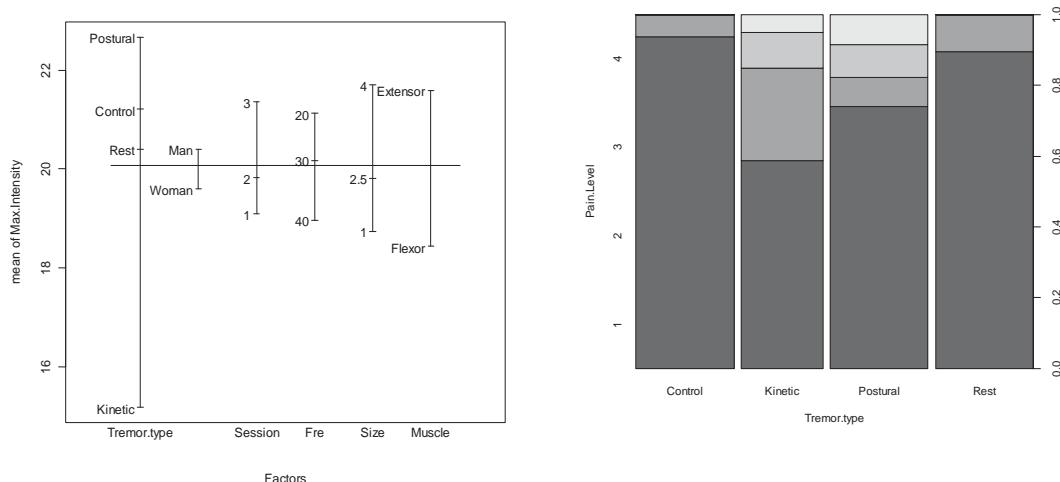 mean of Max.Intensity
22
20
18
16
Postural
Control
Rest
Kinetic
Man
Woman
3
2
1
20
30
40
4
2.5
1
Extensor
Flexor
Tremor.type
Session
Fre
Size
Muscle
Factors
Pain.Level
4
3
2
1
1.0
0.8
0.6
0.4
0.2
0.0
Control
Kinetic
Postural
Rest
Tremor.type